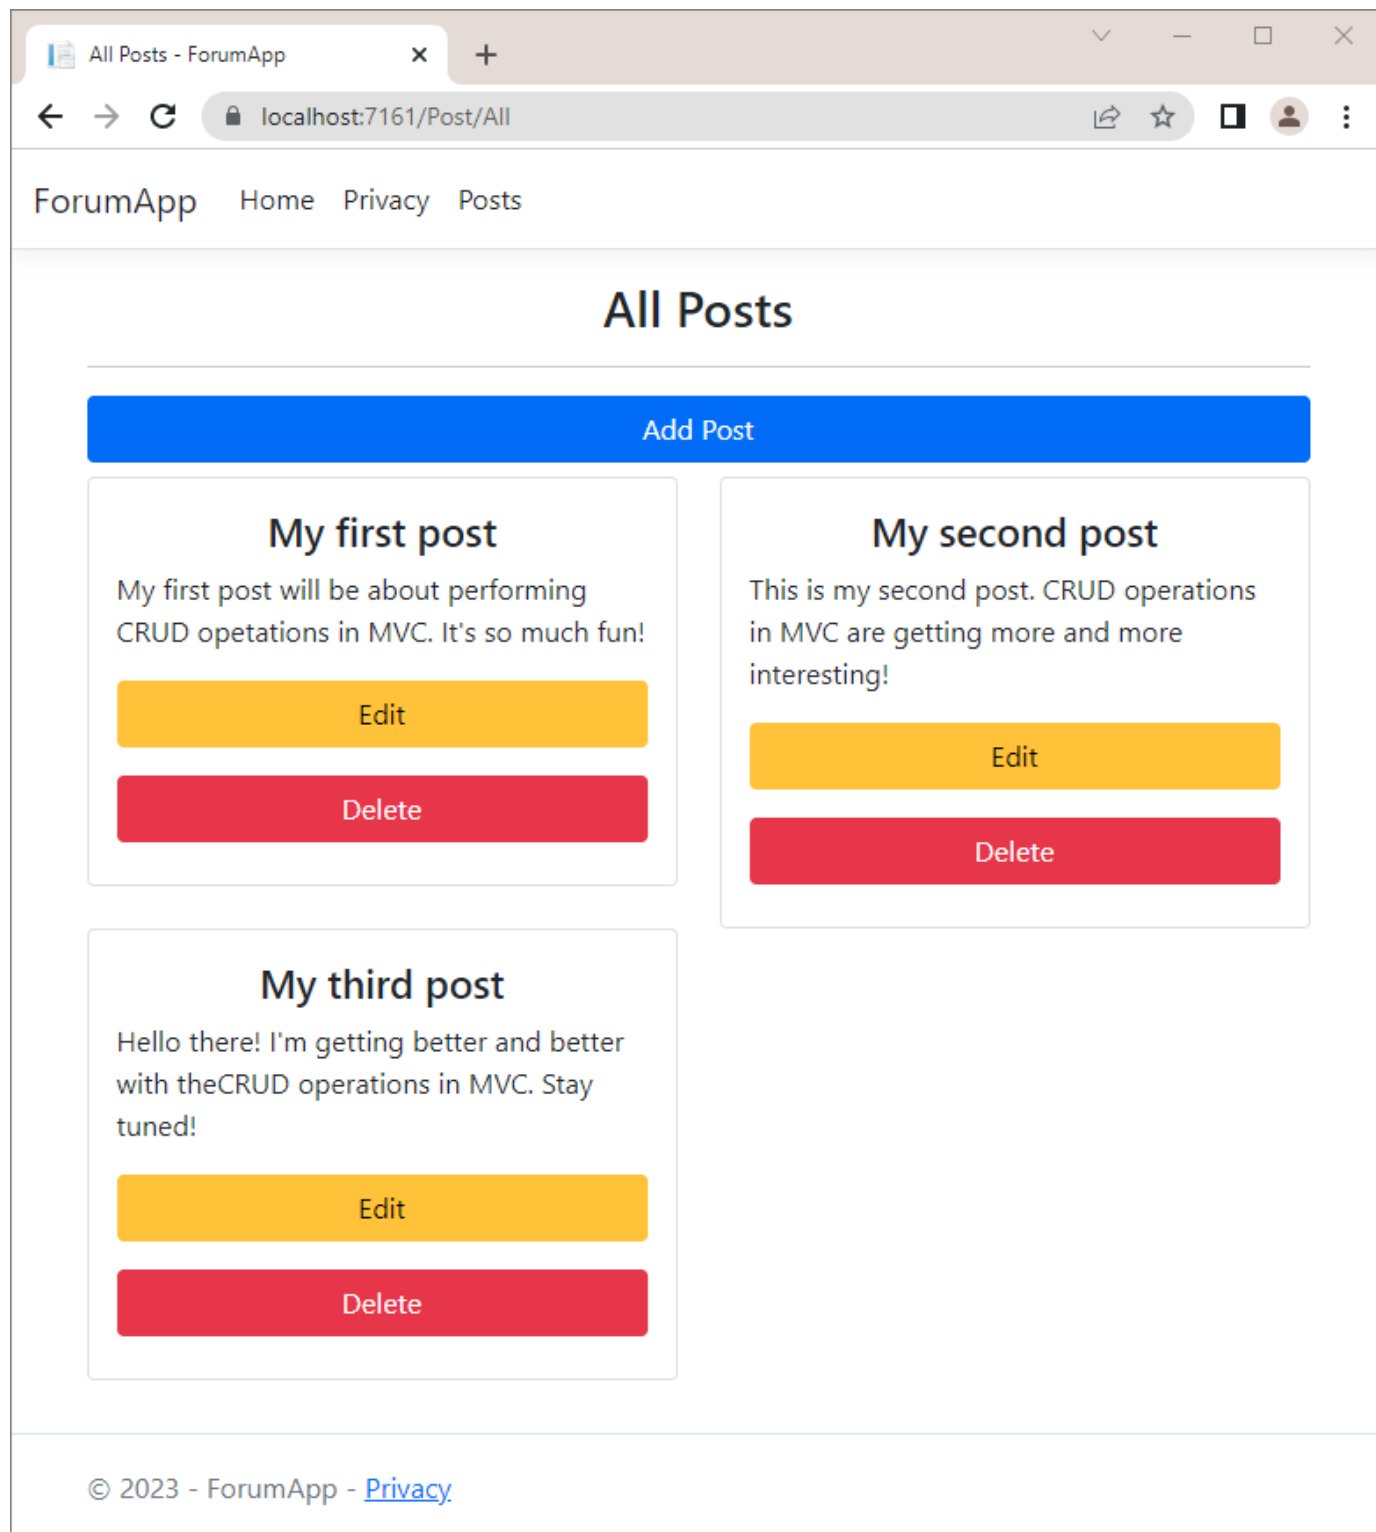 All Posts - ForumApp
localhost:7161/Post/All
ForumApp Home Privacy Posts
All Posts
Add Post
My first post
My first post will be about performing
CRUD opetations in MVC. It's so much fun!
Edit
Delete
My second post
This is my second post. CRUD operations
in MVC are getting more and more
interesting!
Edit
Delete
My third post
Hello there! I'm getting better and better
with theCRUD operations in MVC. Stay
tuned!
Edit
Delete
© 2023 - ForumApp - Privacy